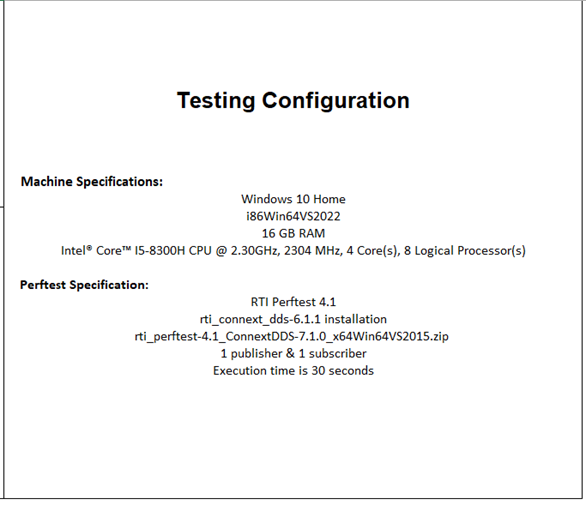 Testing Configuration
Machine Specifications:
Windows 10 Home
i86Win64VS2022
16 GB RAM
Intel® Core™ I5-8300H CPU @ 2.30GHz, 2304 MHz, 4 Core(s), 8 Logical Processor(s)
Perftest Specification:
RTI Perftest 4.1
rti_connext_dds-6.1.1 installation
rti_perftest-4.1_ConnextDDS-7.1.0_x64Win64VS2015.zip
1 publisher & 1 subscriber
Execution time is 30 seconds